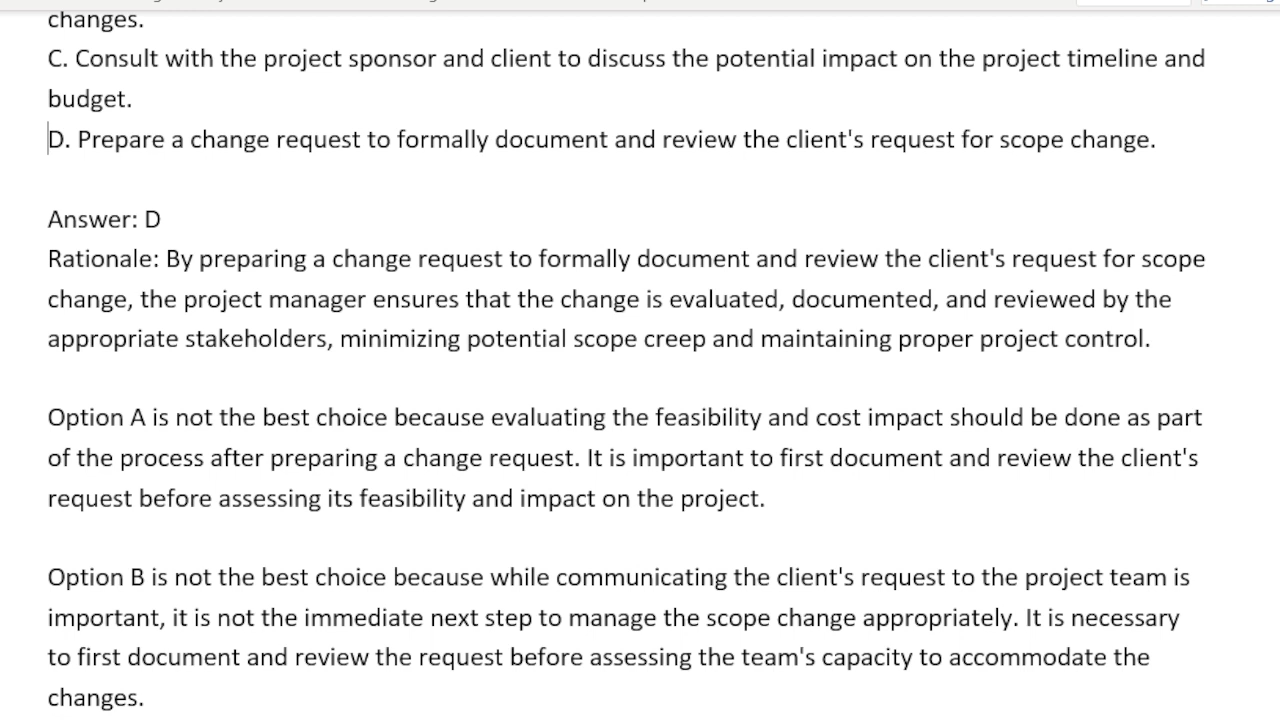 changes.
C. Consult with the project sponsor and client to discuss the potential impact on the project timeline and
budget.
D. Prepare a change request to formally document and review the client's request for scope change.
Answer: D
Rationale: By preparing a change request to formally document and review the client's request for scope
change, the project manager ensures that the change is evaluated, documented, and reviewed by the
appropriate stakeholders, minimizing potential scope creep and maintaining proper project control.
Option A is not the best choice because evaluating the feasibility and cost impact should be done as part
of the process after preparing a change request. It is important to first document and review the client's
request before assessing its feasibility and impact on the project.
Option B is not the best choice because while communicating the client's request to the project team is
important, it is not the immediate next step to manage the scope change appropriately. It is necessary
to first document and review the request before assessing the team's capacity to accommodate the
changes.